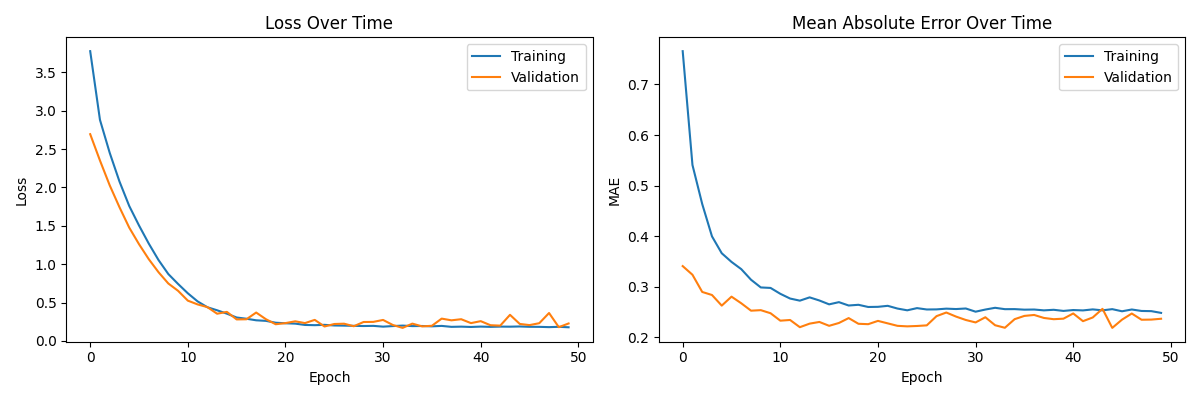 Loss Over Time
Loss
3.5
3.0
2.5
2.0
1.5
1.0
0.5
0.0
Training
Validation
0 10 20 30 40 50
Epoch
Mean Absolute Error Over Time
MAE
0.7
0.6
0.5
0.4
0.3
0.2
Training
Validation
0 10 20 30 40 50
Epoch